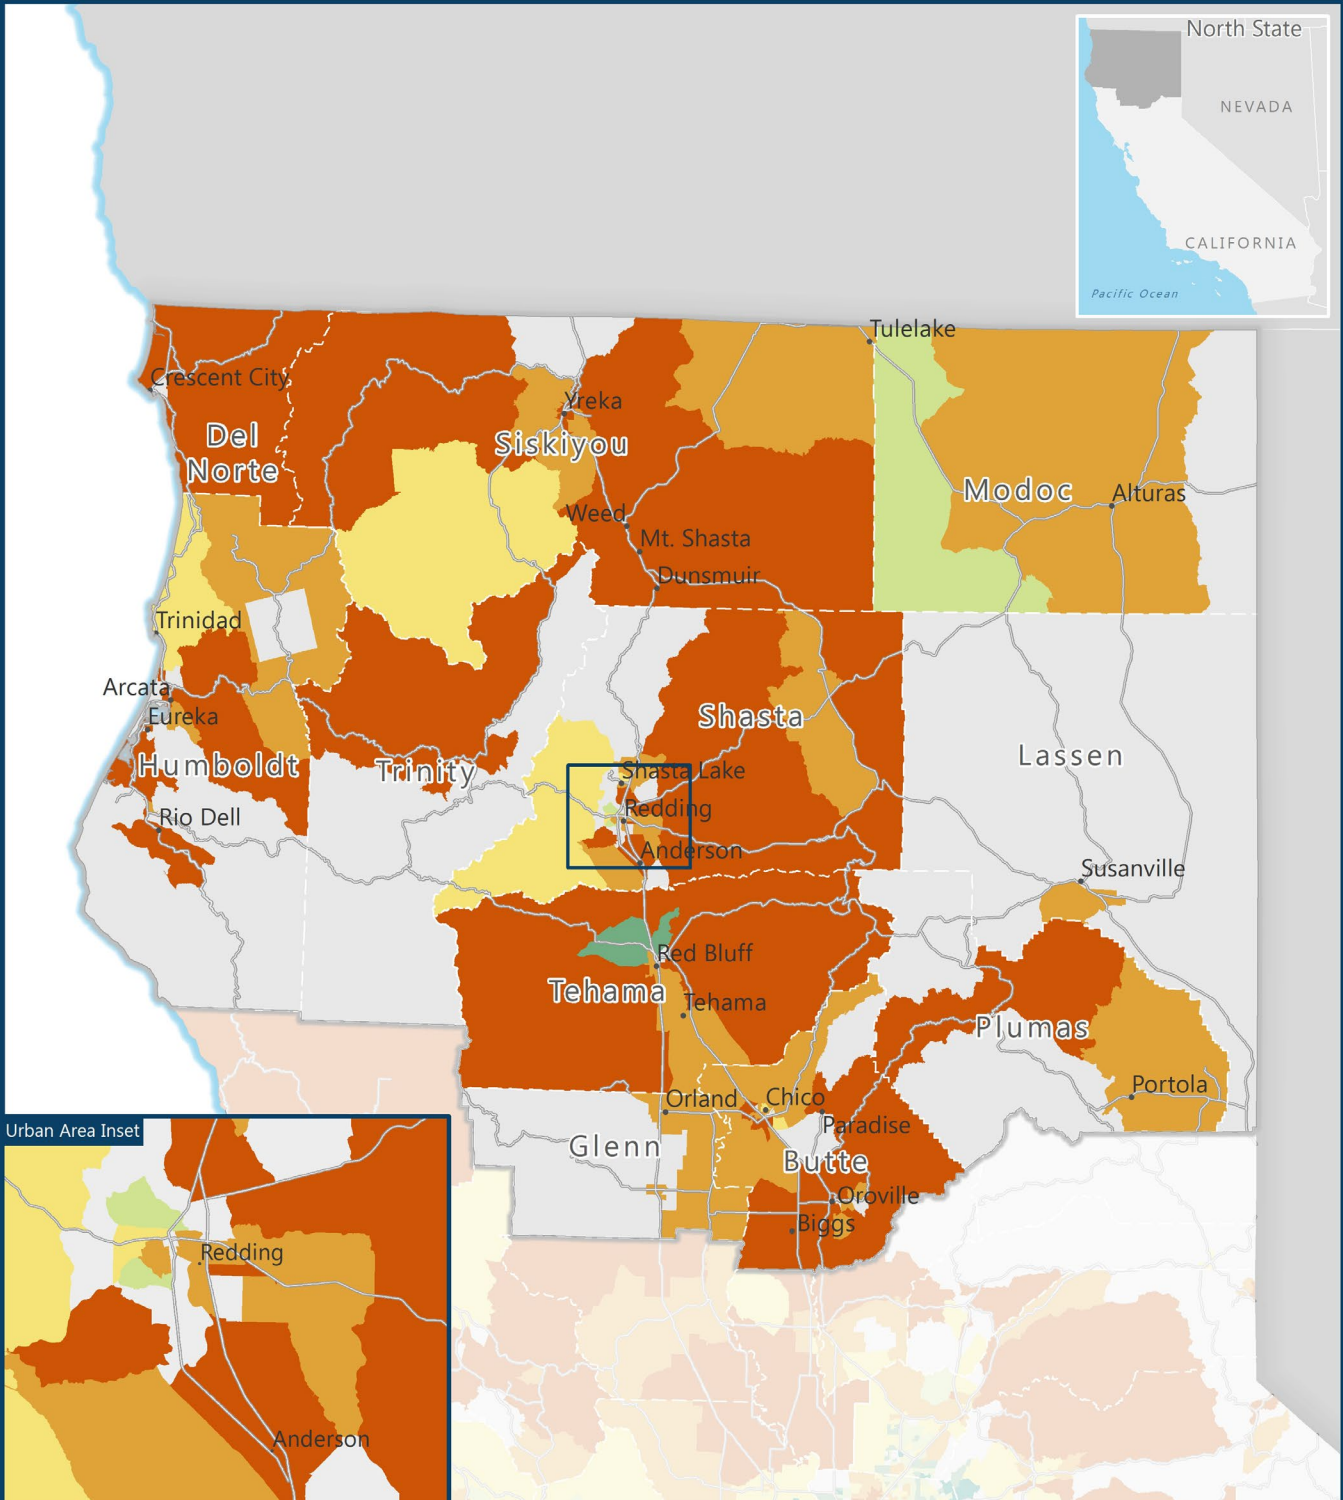 North State
NEVADA
CALIFORNIA
Pacific Ocean
Tulelake
Crescent City
Yreka
Del
Norte
Siskiyou
Modoc
Alturas
Weed
Mt. Shasta
Dunsmuir
Trinidad
Arcata
Eureka
Shasta
Humboldt
Trinity
Lassen
Shasta Lake
Redding
Rio Dell
Anderson
Susanville
Red Bluff
Tehama
Tehama
Plumas
Portola
Orland
Chico
Paradise
Glenn
Butte
Oroville
Biggs
Urban Area Inset
Redding
Anderson